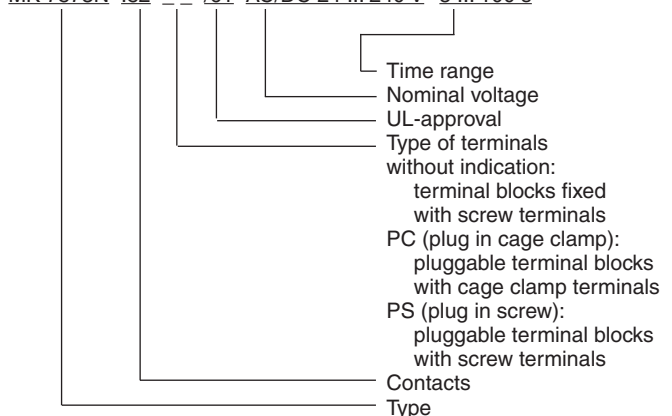 Time range
Nominal voltage
UL-approval
Type of terminals
without indication:
terminal blocks fixed
with screw terminals
PC (plug in cage clamp):
pluggable terminal blocks
with cage clamp terminals
PS (plug in screw):
pluggable terminal blocks
with screw terminals
Contacts
Type